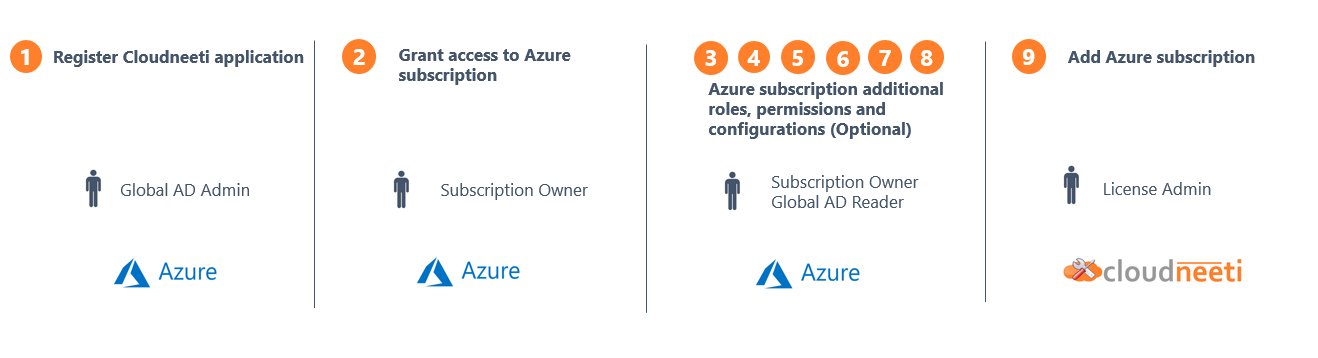 1 Register Cloudneeti application
Global AD Admin
Azure
2 Grant access to Azure
subscription
Subscription Owner
Azure
3 4 5 6 7 8
Azure subscription additional
roles, permissions and
configurations (Optional)
Subscription Owner
Global AD Reader
Azure
9 Add Azure subscription
License Admin
cloudneeti